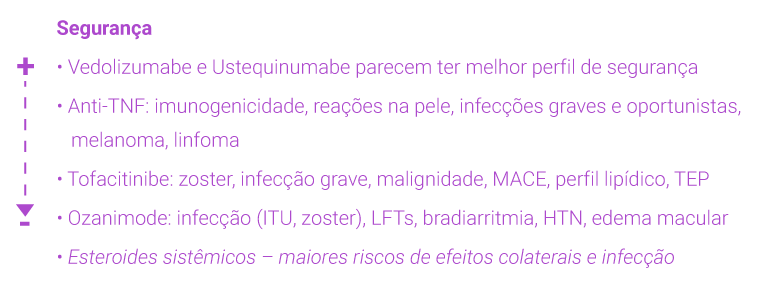 Segurança
• Vedolizumabe e Ustequinumabe parecem ter melhor perfil de segurança
• Anti-TNF: imunogenicidade, reações na pele, infecções graves e oportunistas,
melanoma, linfoma
• Tofacitinibe: zoster, infecção grave, malignidade, MACE, perfil lipídico, TEP
• Ozanimode: infecção (ITU, zoster), LFTs, bradiarritmia, HTN, edema macular
• Esteroides sistêmicos – maiores riscos de efeitos colaterais e infecção